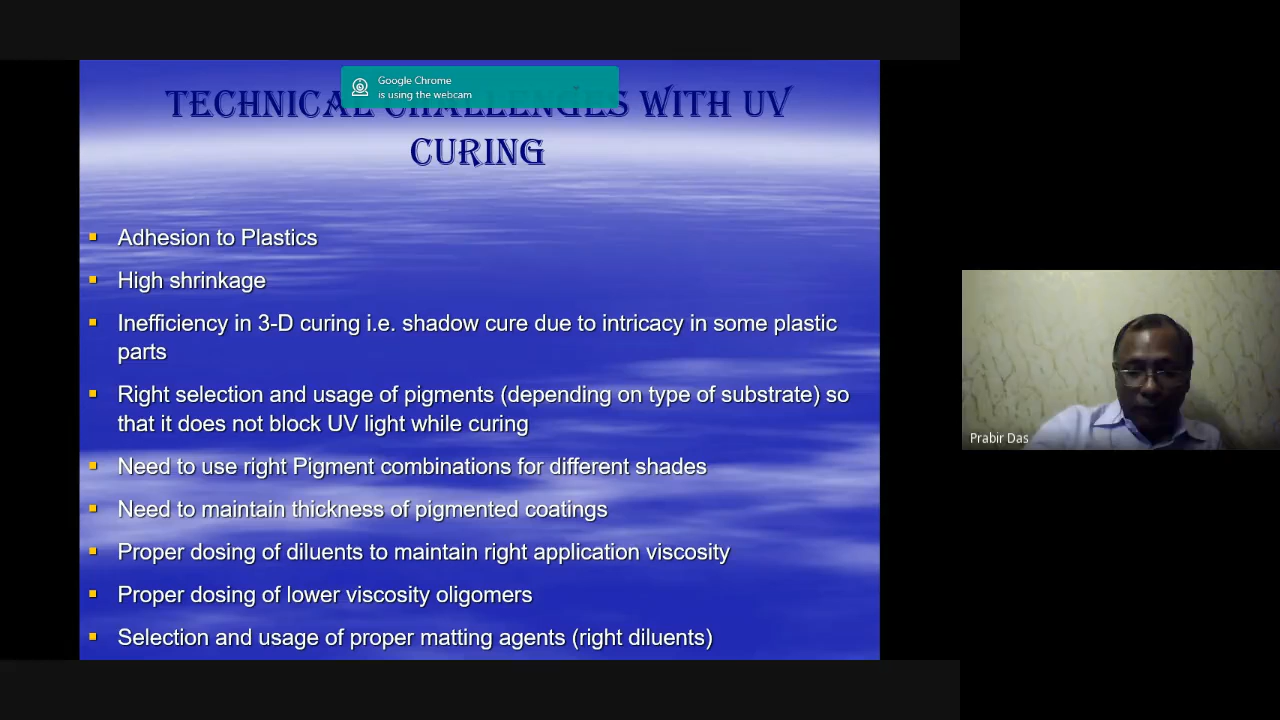 Google Chrome
is using the webcam
TECHNICAL CHALLENGES WITH UV
CURING
Adhesion to Plastics
High shrinkage
Inefficiency in 3-D curing i.e. shadow cure due to intricacy in some plastic
parts
Right selection and usage of pigments (depending on type of substrate) so
that it does not block UV light while curing
Need to use right Pigment combinations for different shades
Need to maintain thickness of pigmented coatings
Proper dosing of diluents to maintain right application viscosity
Proper dosing of lower viscosity oligomers
Selection and usage of proper matting agents (right diluents)
Prabir Das